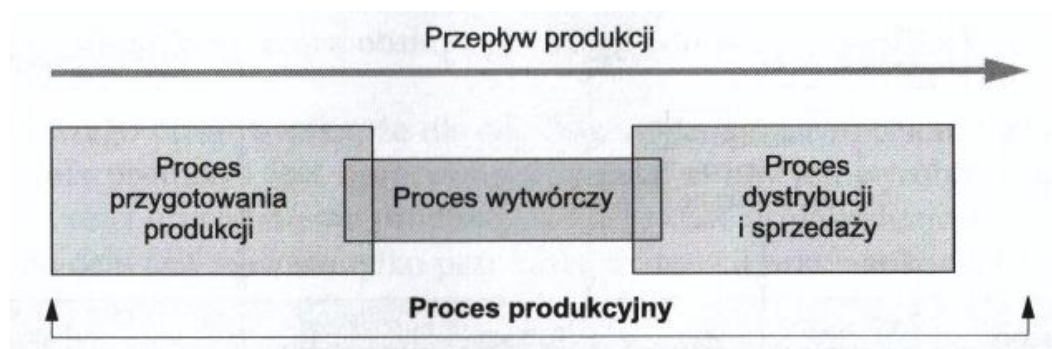 Przepływ produkcji
Proces
przygotowania
produkcji
Proces wytwórczy
Proces
dystrybucji
i sprzedaży
Proces produkcyjny